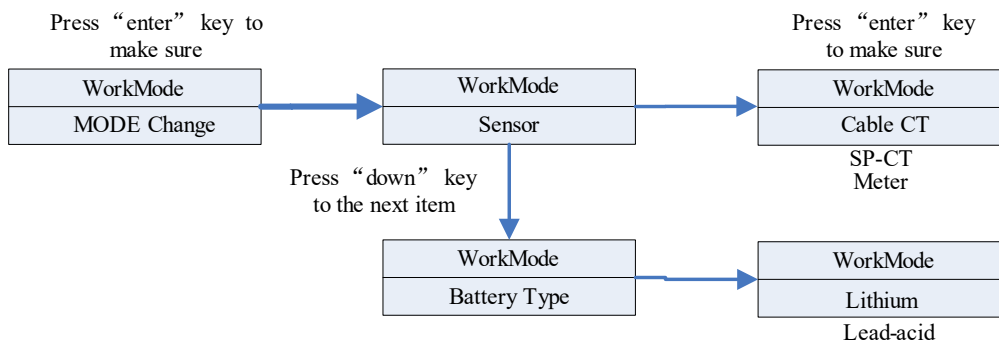 Press “enter” key to
make sure
WorkMode
MODE Change
WorkMode
Sensor
Press “enter” key
to make sure
WorkMode
Cable CT
SP-CT
Meter
Press “down” key
to the next item
WorkMode
Battery Type
WorkMode
Lithium
Lead-acid